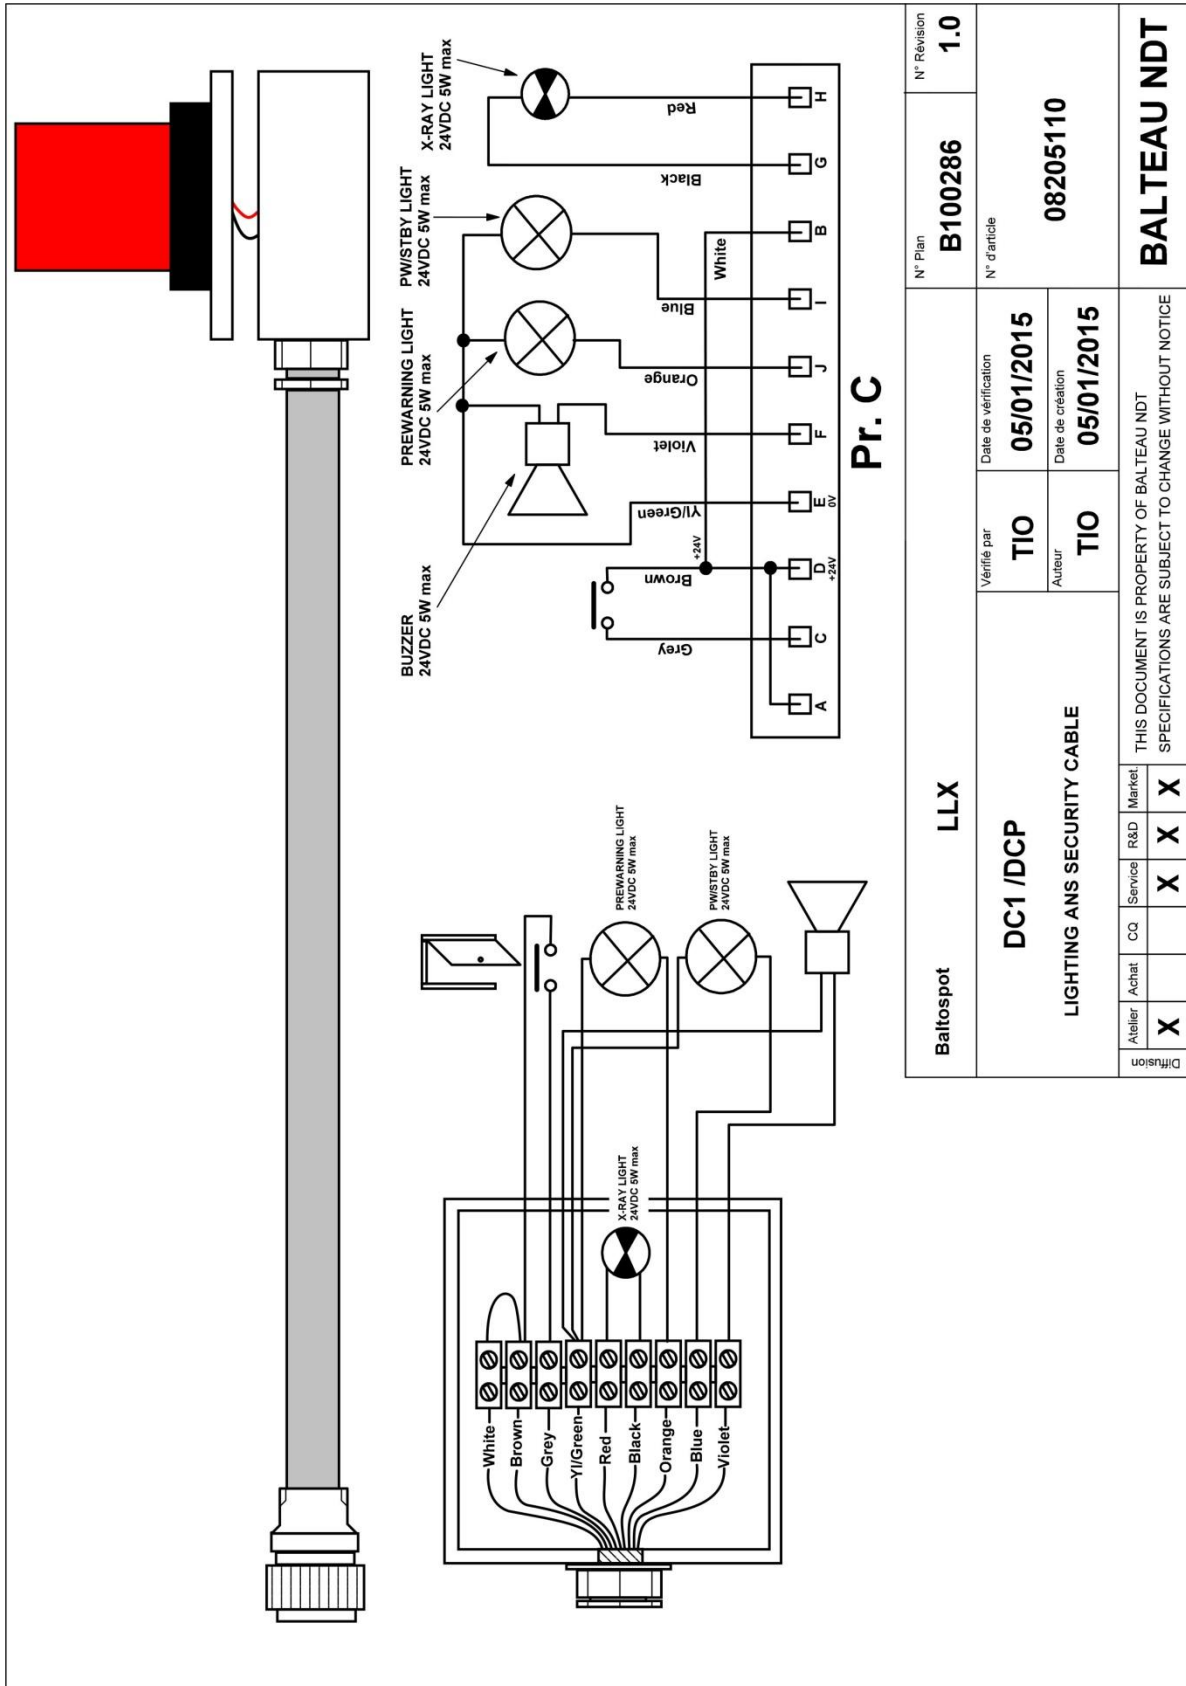 BUZZER
24VDC 5W max
PREWARNING LIGHT
24VDC 5W max
PW/STBY LIGHT
24VDC 5W max
X-RAY LIGHT
24VDC 5W max
Grey
Brown
+24V
Yl/Green
Violet
Orange
Blue
White
Black
Red
A
C
D
+24V
E
0V
F
J
I
B
G
H
Pr. C
White
Brown
Grey
Yl/Green
Red
Black
Orange
Blue
Violet
X-RAY LIGHT
24VDC 5W max
PREWARNING LIGHT
24VDC 5W max
PW/STBY LIGHT
24VDC 5W max
Baltospot
LLX
N° Plan
B100286
N° Révision
1.0
DC1 /DCP
LIGHTING ANS SECURITY CABLE
Vérifié par
TIO
Date de vérification
05/01/2015
Auteur
TIO
Date de création
05/01/2015
N° d'article
08205110
Diffusion
Atelier
Achat
CQ
Service
R&D
Market.
X
X
X
X
THIS DOCUMENT IS PROPERTY OF BALTEAU NDT
SPECIFICATIONS ARE SUBJECT TO CHANGE WITHOUT NOTICE
BALTEAU NDT